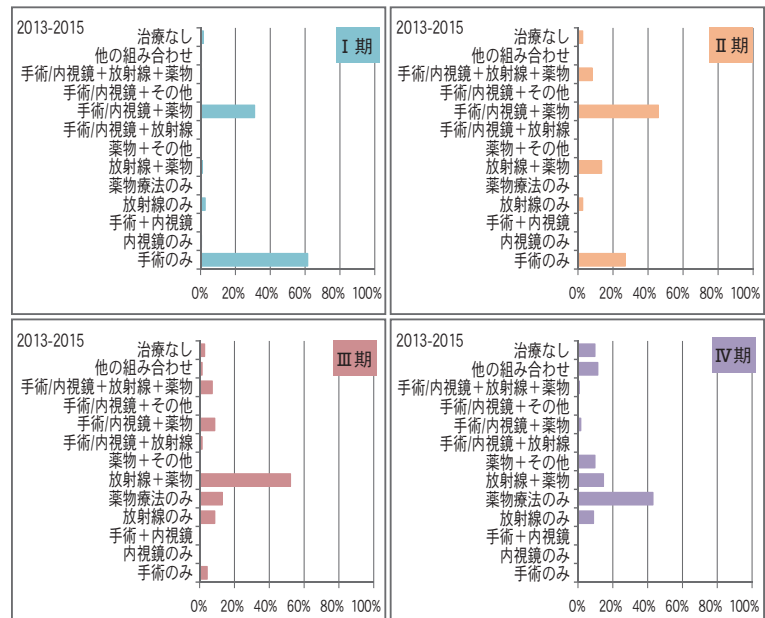 2013-2015
Ⅰ期
治療なし
他の組み合わせ
手術/内視鏡＋放射線＋薬物
手術/内視鏡＋その他
手術/内視鏡＋薬物
手術/内視鏡＋放射線
薬物＋その他
放射線＋薬物
薬物療法のみ
放射線のみ
手術＋内視鏡
内視鏡のみ
手術のみ
0% 20% 40% 60% 80% 100%
2013-2015
Ⅱ期
治療なし
他の組み合わせ
手術/内視鏡＋放射線＋薬物
手術/内視鏡＋その他
手術/内視鏡＋薬物
手術/内視鏡＋放射線
薬物＋その他
放射線＋薬物
薬物療法のみ
放射線のみ
手術＋内視鏡
内視鏡のみ
手術のみ
0% 20% 40% 60% 80% 100%
2013-2015
Ⅲ期
治療なし
他の組み合わせ
手術/内視鏡＋放射線＋薬物
手術/内視鏡＋その他
手術/内視鏡＋薬物
手術/内視鏡＋放射線
薬物＋その他
放射線＋薬物
薬物療法のみ
放射線のみ
手術＋内視鏡
内視鏡のみ
手術のみ
0% 20% 40% 60% 80% 100%
2013-2015
Ⅳ期
治療なし
他の組み合わせ
手術/内視鏡＋放射線＋薬物
手術/内視鏡＋その他
手術/内視鏡＋薬物
手術/内視鏡＋放射線
薬物＋その他
放射線＋薬物
薬物療法のみ
放射線のみ
手術＋内視鏡
内視鏡のみ
手術のみ
0% 20% 40% 60% 80% 100%